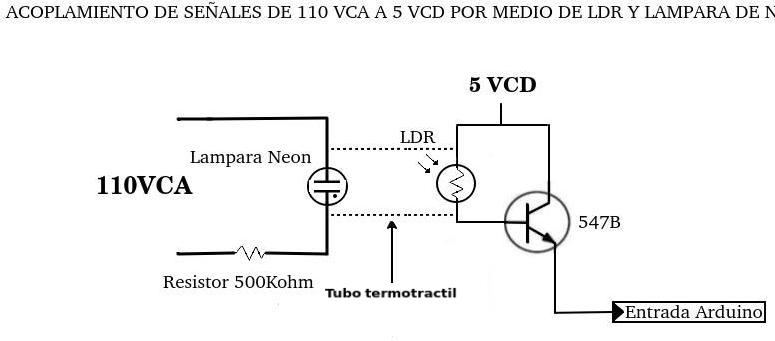 ACOPLAMIENTO DE SEÑALES DE 110 VCA A 5 VCD POR MEDIO DE LDR Y LAMPARA DE N
5 VCD
LDR
Lampara Neon
110VCA
547B
Resistor 500Kohm
Tubo termotractil
Entrada Arduino